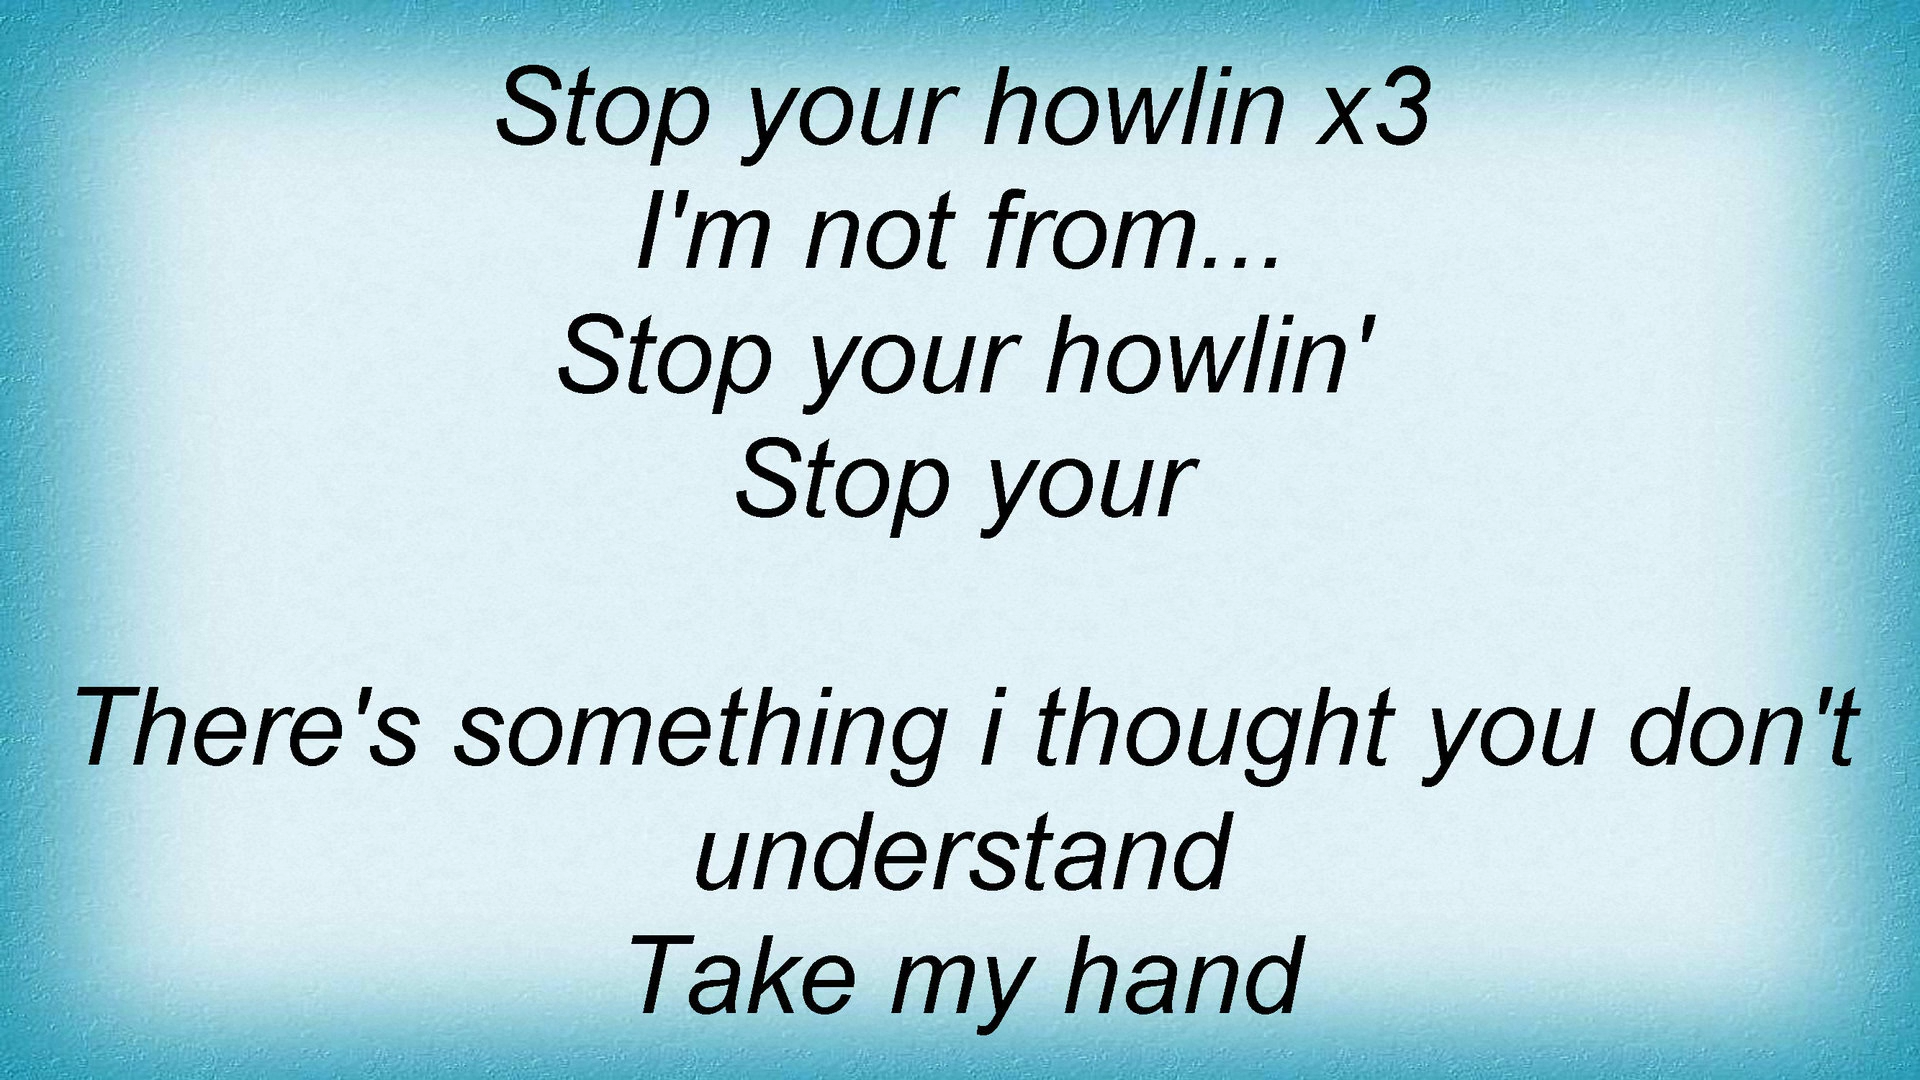 Stop your howlin x3
I'm not from...
Stop your howlin'
Stop your
There's something i thought you don't
understand
Take my hand